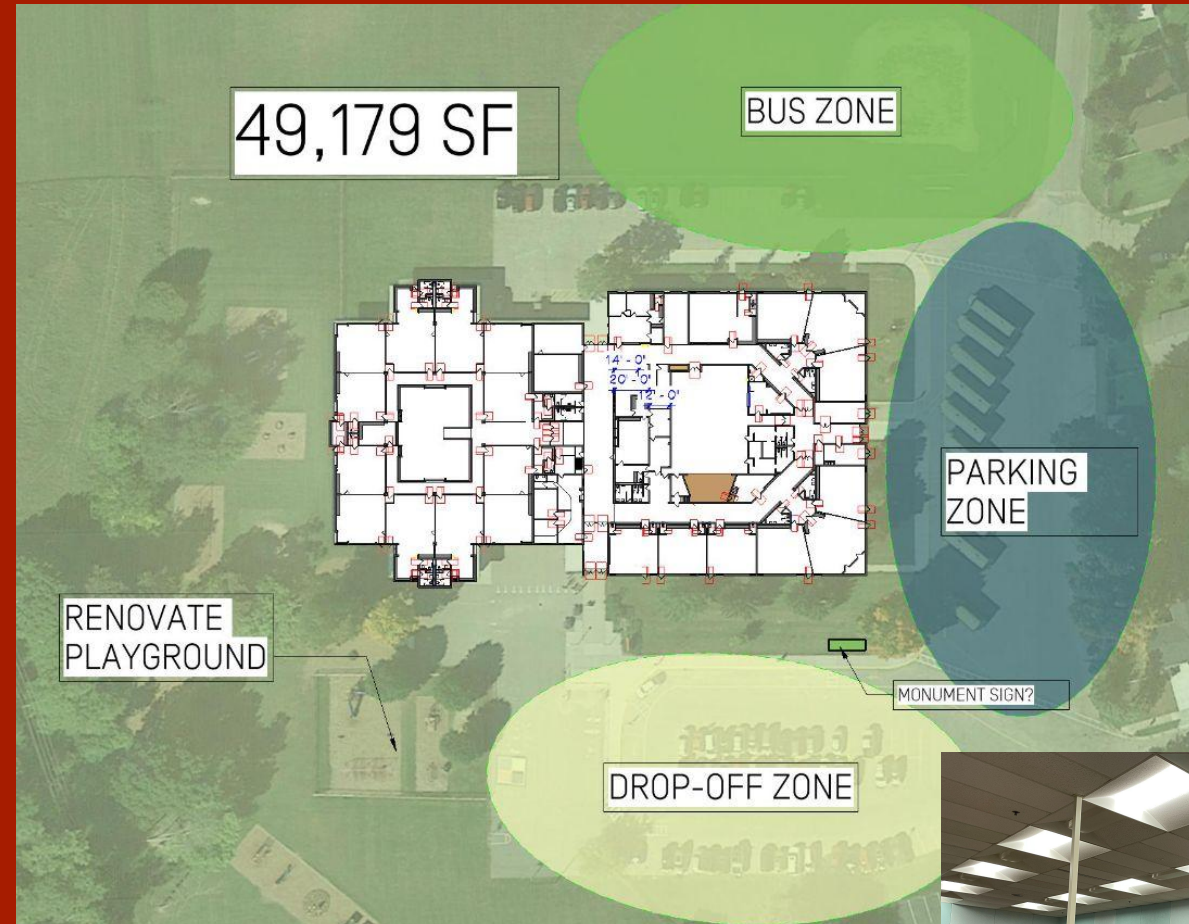 49,179 SF
BUS ZONE
14' - 0"
20' - 0"
12' - 0"
PARKING
ZONE
RENOVATE
PLAYGROUND
MONUMENT SIGN?
DROP-OFF ZONE